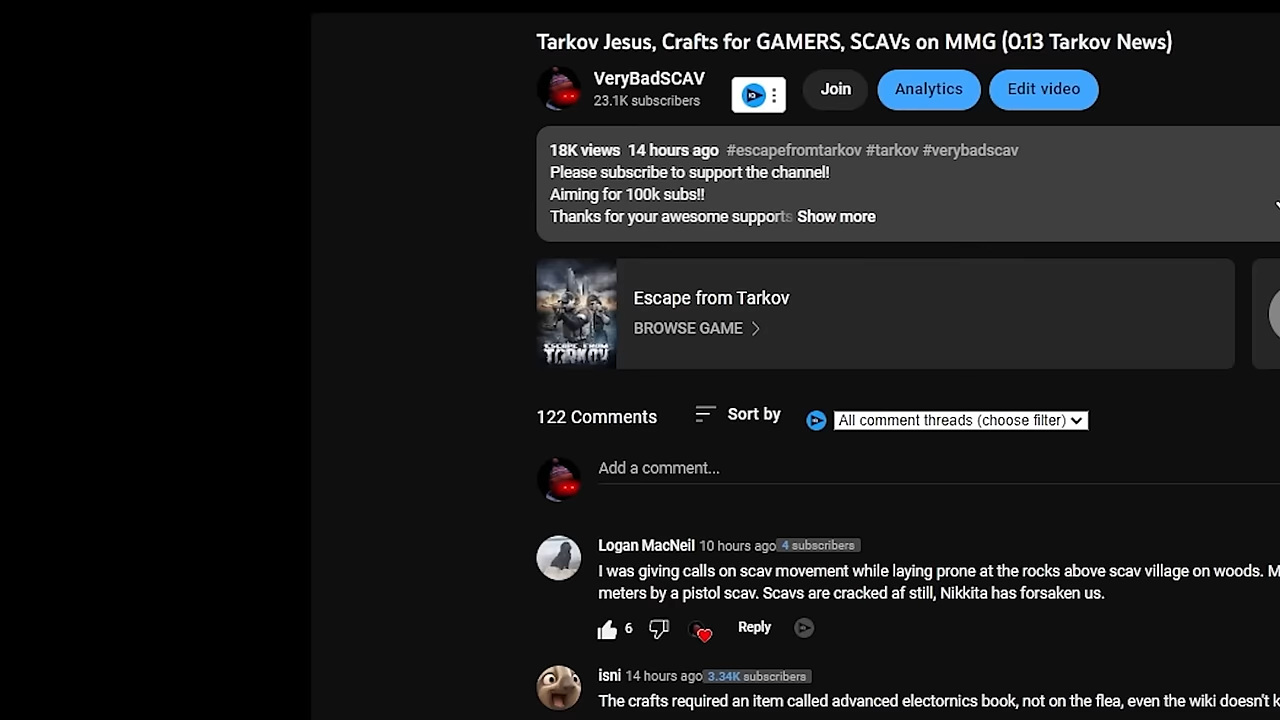 Tarkov Jesus, Crafts for GAMERS, SCAVs on MMG (0.13 Tarkov News)
VeryBadSCAV
23.1K subscribers
Join
Analytics
Edit video
18K views 14 hours ago #escapefromtarkov #tarkov #verybadscav
Please subscribe to support the channel!
Aiming for 100k subs!!
Thanks for your awesome supports Show more
ESCAPE FROM
TARKOV
Escape from Tarkov
BROWSE GAME
122 Comments
Sort by
All comment threads (choose filter)
Add a comment...
Logan MacNeil 10 hours ago 4 subscribers
I was giving calls on scav movement while laying prone at the rocks above scav village on woods. M
meters by a pistol scav. Scavs are cracked af still, Nikkita has forsaken us.
6
Reply
isni 14 hours ago 3.34K subscribers
The crafts required an item called advanced electornics book, not on the flea, even the wiki doesn't k